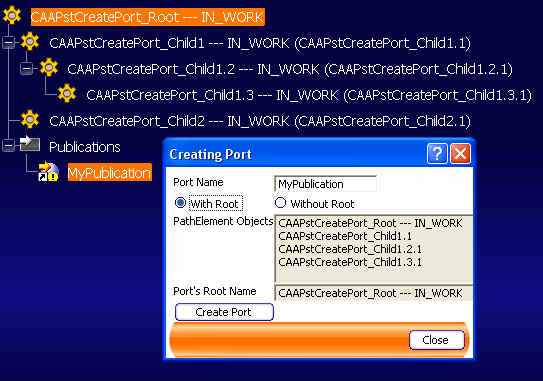 CAAPstCreatePort_Root --- IN_WORK
CAAPstCreatePort_Child1 --- IN_WORK (CAAPstCreatePort_Child1.1)
CAAPstCreatePort_Child1.2 --- IN_WORK (CAAPstCreatePort_Child1.2.1)
CAAPstCreatePort_Child1.3 --- IN_WORK (CAAPstCreatePort_Child1.3.1)
CAAPstCreatePort_Child2 --- IN_WORK (CAAPstCreatePort_Child2.1)
Publications
MyPublication
Creating Port
Port Name MyPublication
With Root Without Root
PathElement Objects CAAPstCreatePort_Root --- IN_WORK
CAAPstCreatePort_Child1.1
CAAPstCreatePort_Child1.2.1
CAAPstCreatePort_Child1.3.1
Port's Root Name CAAPstCreatePort_Root --- IN_WORK
Create Port
Close